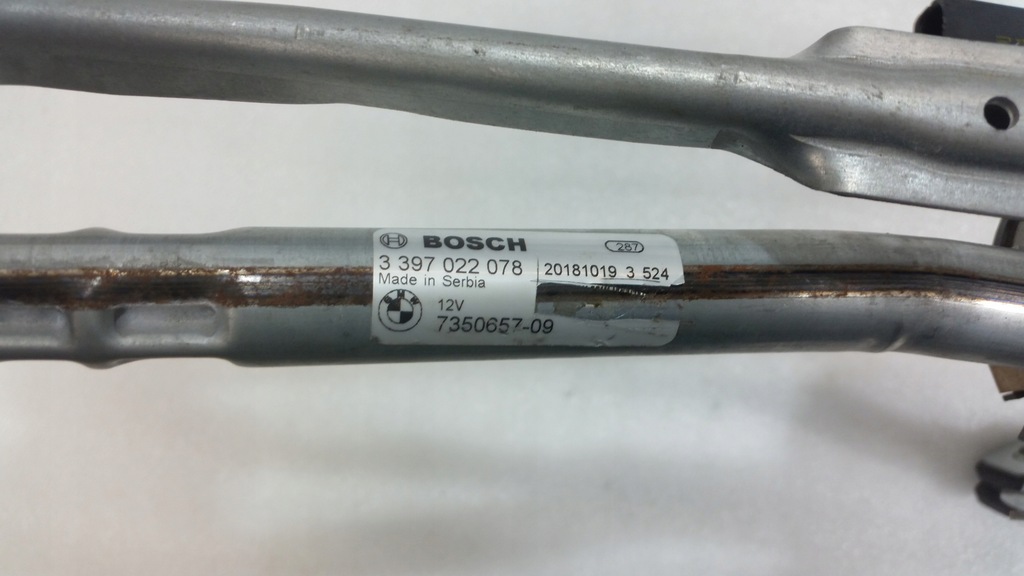 BOSCH
287
3 397 022 078
20181019 3 524
Made in Serbia
12V
7350657-09